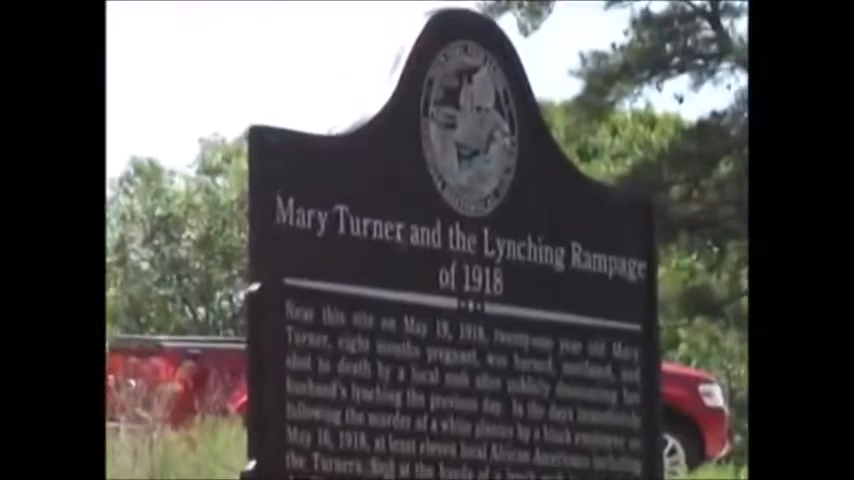 Mary Turner and the Lynching Rampage
of 1918
Near this site on May 19, 1918, twenty-one year old Mary
Turner, eight months pregnant, was burned, mutilated, and
shot to death by a local mob after publicly denouncing her
husband's lynching the previous day. In the days immediately
following the murder of a white planter by a black employee on
May 16, 1918, at least eleven local African Americans including
the Turners died at the hands of a lynch mob